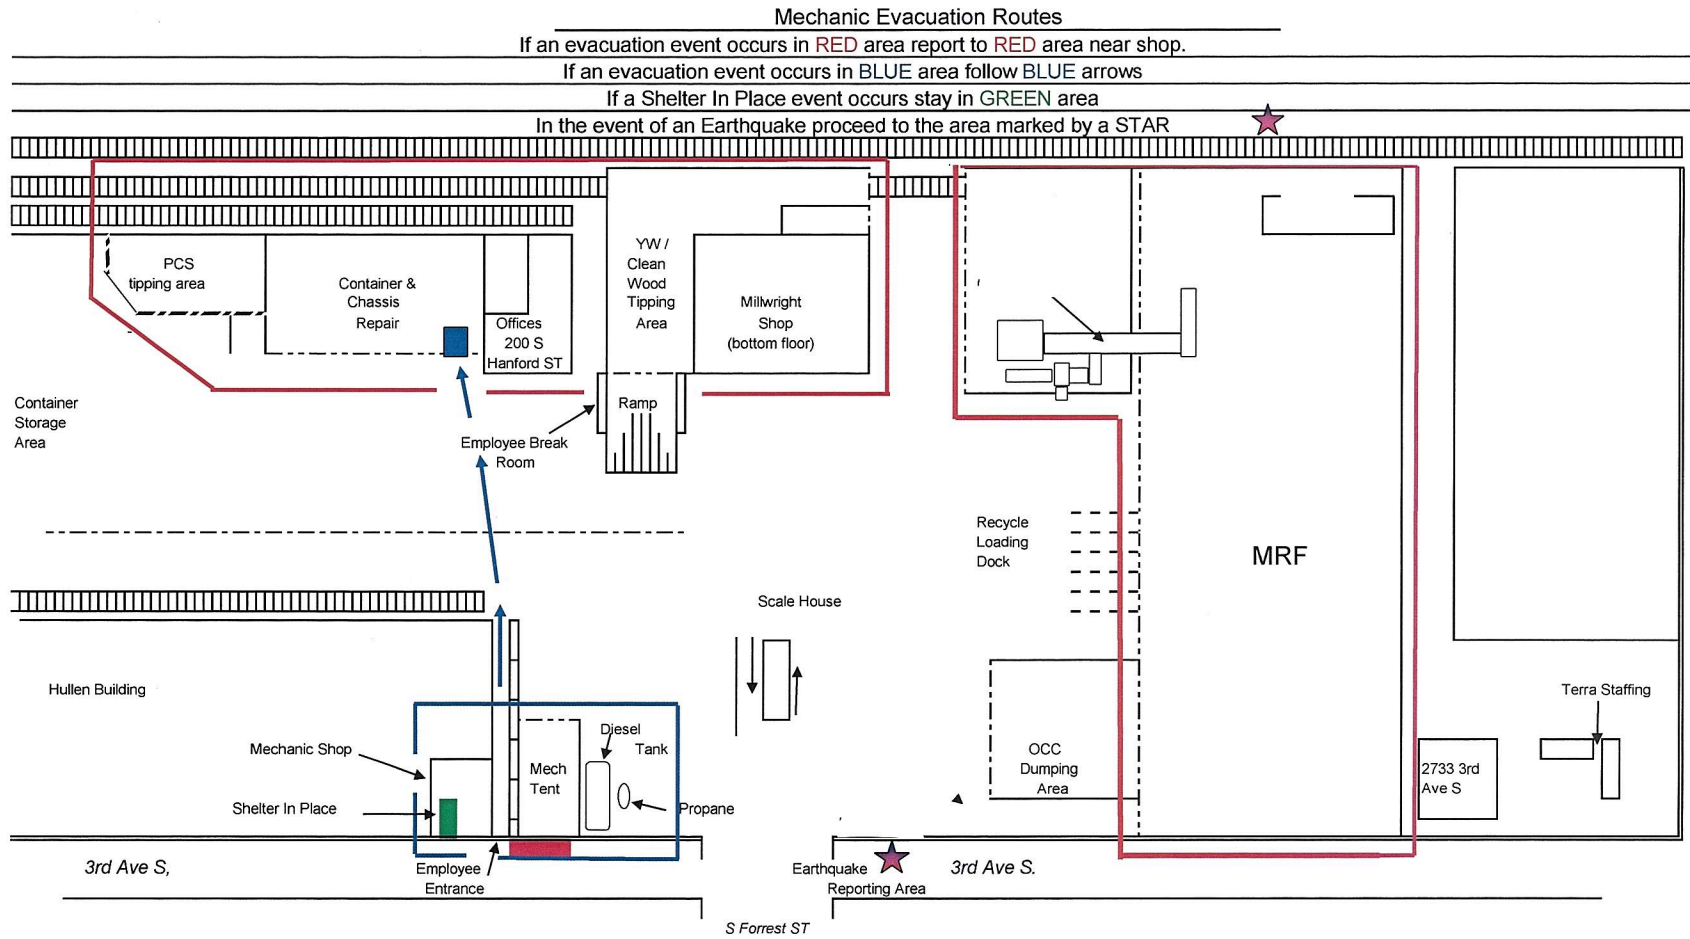 Mechanic Evacuation Routes
If an evacuation event occurs in RED area report to RED area near shop.
If an evacuation event occurs in BLUE area follow BLUE arrows
If a Shelter In Place event occurs stay in GREEN area
In the event of an Earthquake proceed to the area marked by a STAR
PCS
tipping area
Container &
Chassis
Repair
Offices
200 S
Hanford ST
YW /
Clean
Wood
Tipping
Area
Millwright
Shop
(bottom floor)
Container
Storage
Area
Ramp
Employee Break
Room
Recycle
Loading
Dock
MRF
Scale House
Hullen Building
Terra Staffing
Mechanic Shop
Diesel
Tank
Mech
Tent
OCC
Dumping
Area
2733 3rd
Ave S
Shelter In Place
Propane
3rd Ave S,
Employee
Entrance
Earthquake
Reporting Area
3rd Ave S.
S Forrest ST